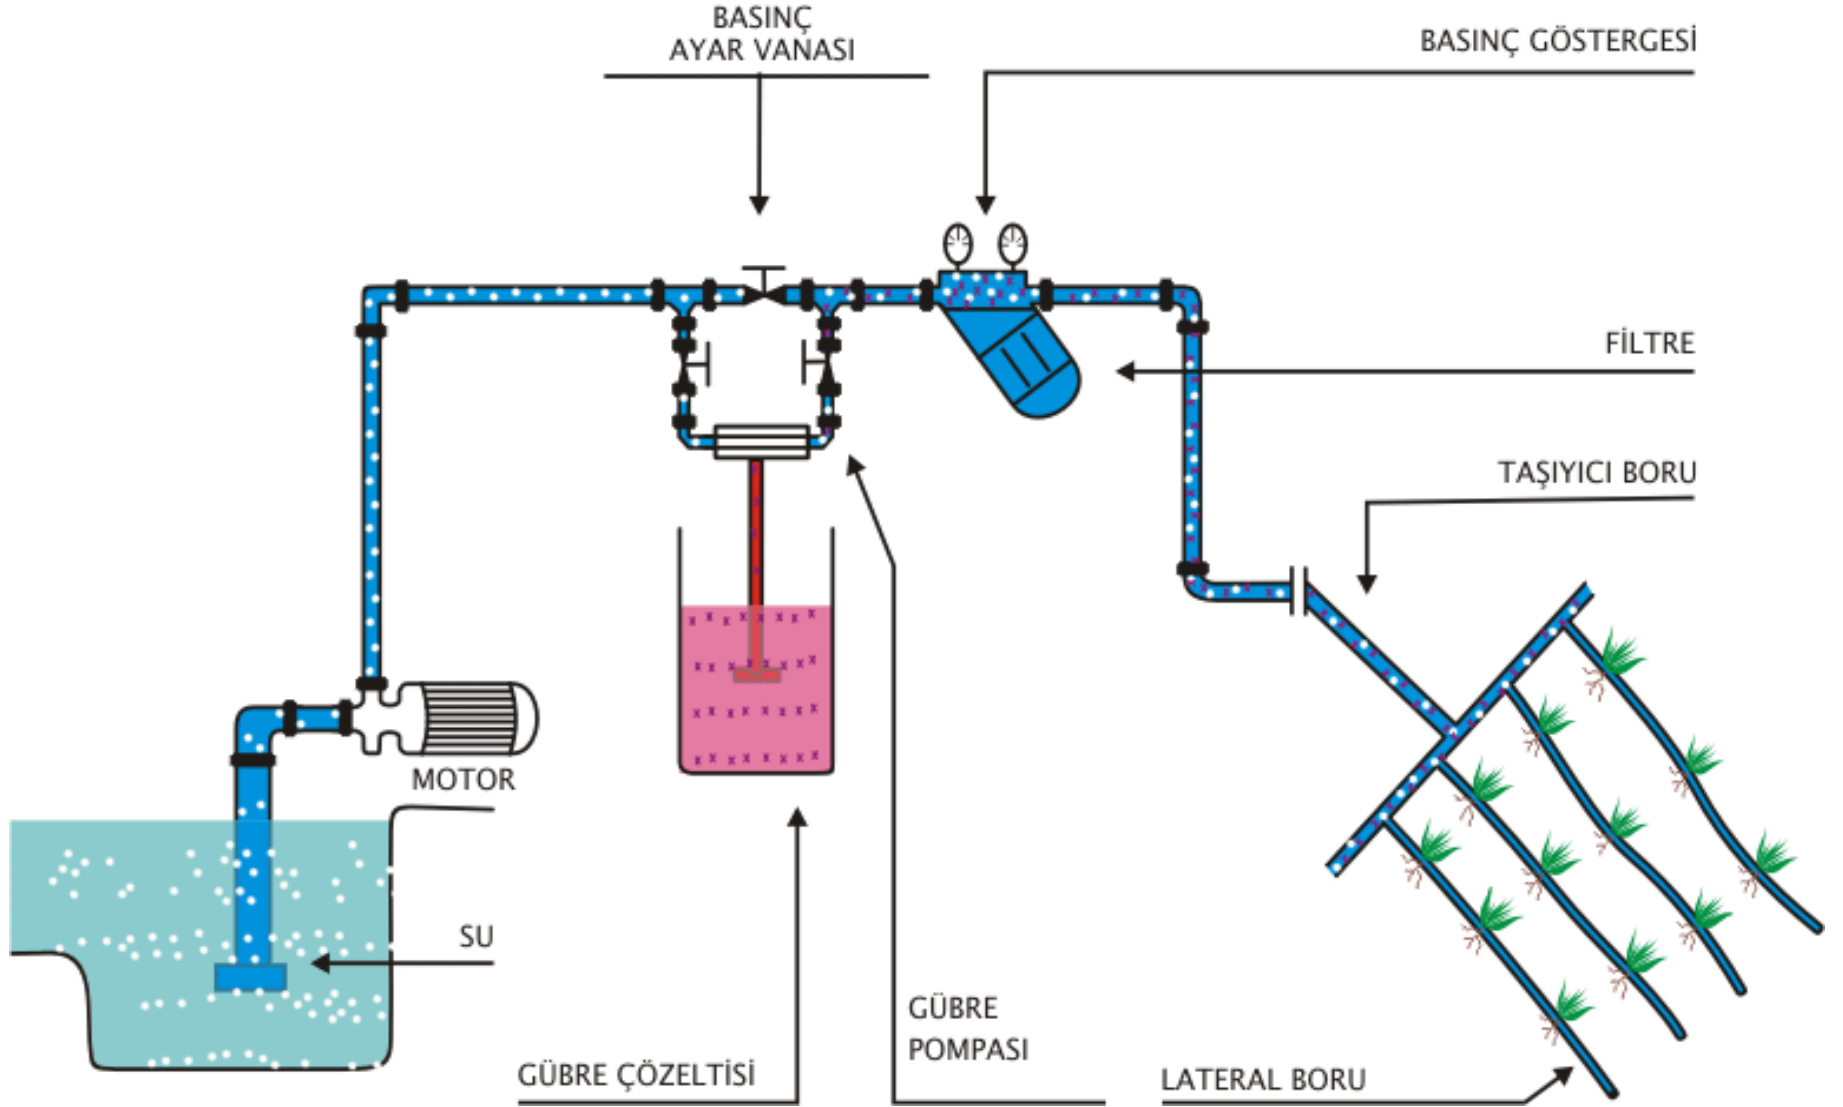 BASINÇ
AYAR VANASI
BASINÇ GÖSTERGESİ
FİLTRE
TAŞIYICI BORU
MOTOR
SU
GÜBRE
POMPASI
GÜBRE ÇÖZELTİSİ
LATERAL BORU